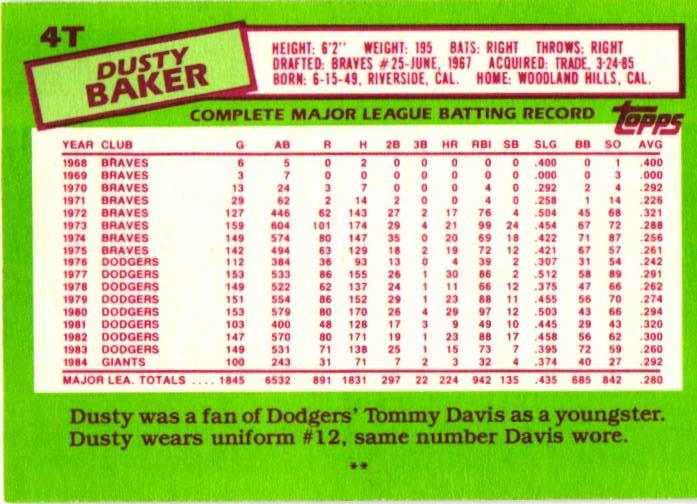 4T
DUSTY
BAKER
HEIGHT: 6'2'' WEIGHT: 195 BATS: RIGHT THROWS: RIGHT
DRAFTED: BRAVES #25-JUNE, 1967 ACQUIRED: TRADE, 3-24-85
BORN: 6-15-49, RIVERSIDE, CAL. HOME: WOODLAND HILLS, CAL.
COMPLETE MAJOR LEAGUE BATTING RECORD
Topps
YEAR CLUB G AB R H 2B 3B HR RBI SB SLG BB SO AVG
1968 BRAVES 6 5 0 2 0 0 0 0 0 .400 0 1 .400
1969 BRAVES 3 7 0 0 0 0 0 0 0 .000 0 3 .000
1970 BRAVES 13 24 3 7 0 0 0 4 0 .292 2 4 .292
1971 BRAVES 29 62 2 14 2 0 0 4 0 .258 1 14 .226
1972 BRAVES 127 446 62 143 27 2 17 76 4 .504 45 68 .321
1973 BRAVES 159 604 101 174 29 4 21 99 24 .454 67 72 .288
1974 BRAVES 149 574 80 147 35 0 20 69 18 .422 71 87 .256
1975 BRAVES 142 494 63 129 18 2 19 72 12 .421 67 57 .261
1976 DODGERS 112 384 36 93 13 0 4 39 2 .307 31 54 .242
1977 DODGERS 153 533 86 155 26 1 30 86 2 .512 58 89 .291
1978 DODGERS 149 522 62 137 24 1 11 66 12 .375 47 66 .262
1979 DODGERS 151 554 86 152 29 1 23 88 11 .455 56 70 .274
1980 DODGERS 153 579 80 170 26 4 29 97 12 .503 43 66 .294
1981 DODGERS 103 400 48 128 17 3 9 49 10 .445 29 43 .320
1982 DODGERS 147 570 80 171 19 1 23 88 17 .458 56 62 .300
1983 DODGERS 149 531 71 138 25 1 15 73 7 .395 72 59 .260
1984 GIANTS 100 243 31 71 7 2 3 32 4 .374 40 27 .292
MAJOR LEA. TOTALS .... 1845 6532 891 1831 297 22 224 942 135 .435 685 842 .280
Dusty was a fan of Dodgers' Tommy Davis as a youngster.
Dusty wears uniform #12, same number Davis wore.
**